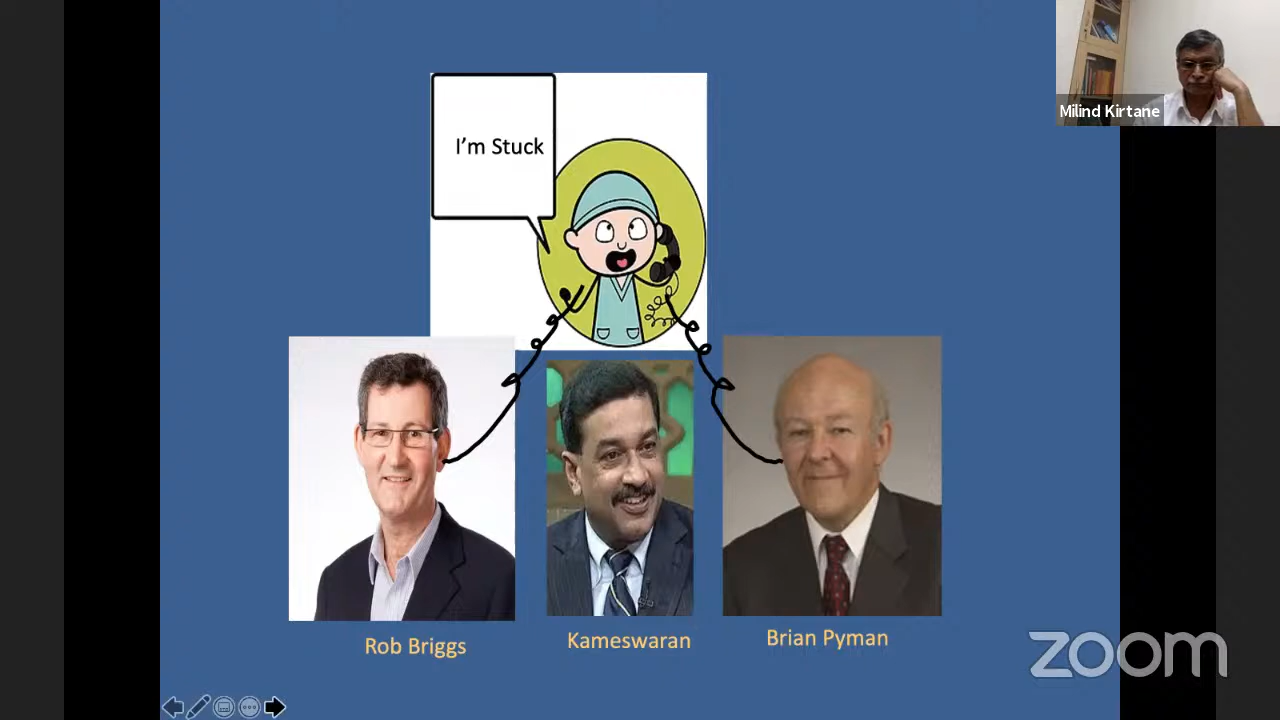 Milind Kirtane
I'm Stuck
Rob Briggs
Kameswaran
Brian Pyman
zoom